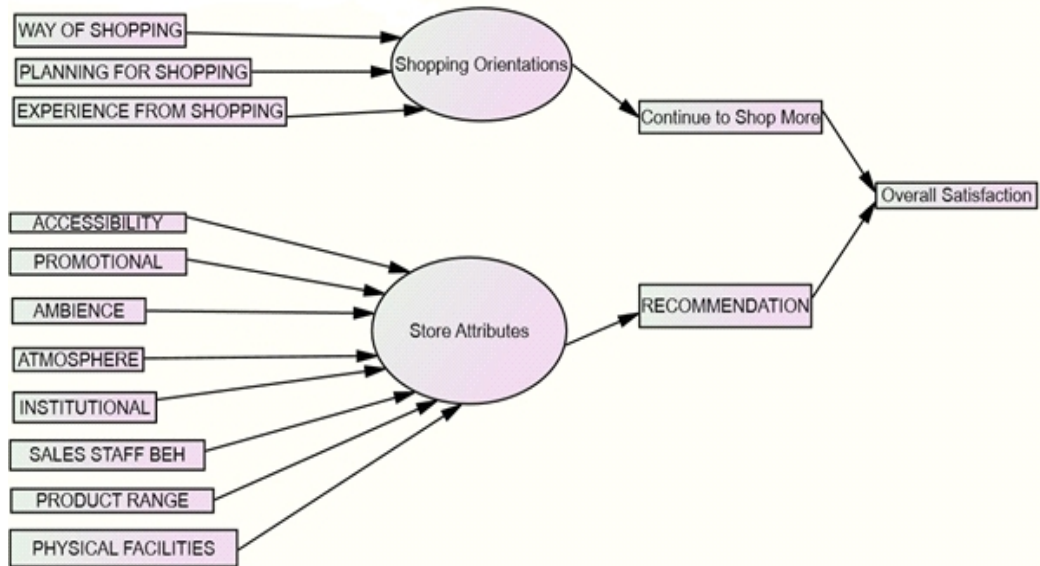 WAY OF SHOPPING
PLANNING FOR SHOPPING
EXPERIENCE FROM SHOPPING
Shopping Orientations
Continue to Shop More
Overall Satisfaction
ACCESSIBILITY
PROMOTIONAL
AMBIENCE
ATMOSPHERE
INSTITUTIONAL
SALES STAFF BEH
PRODUCT RANGE
PHYSICAL FACILITIES
Store Attributes
RECOMMENDATION